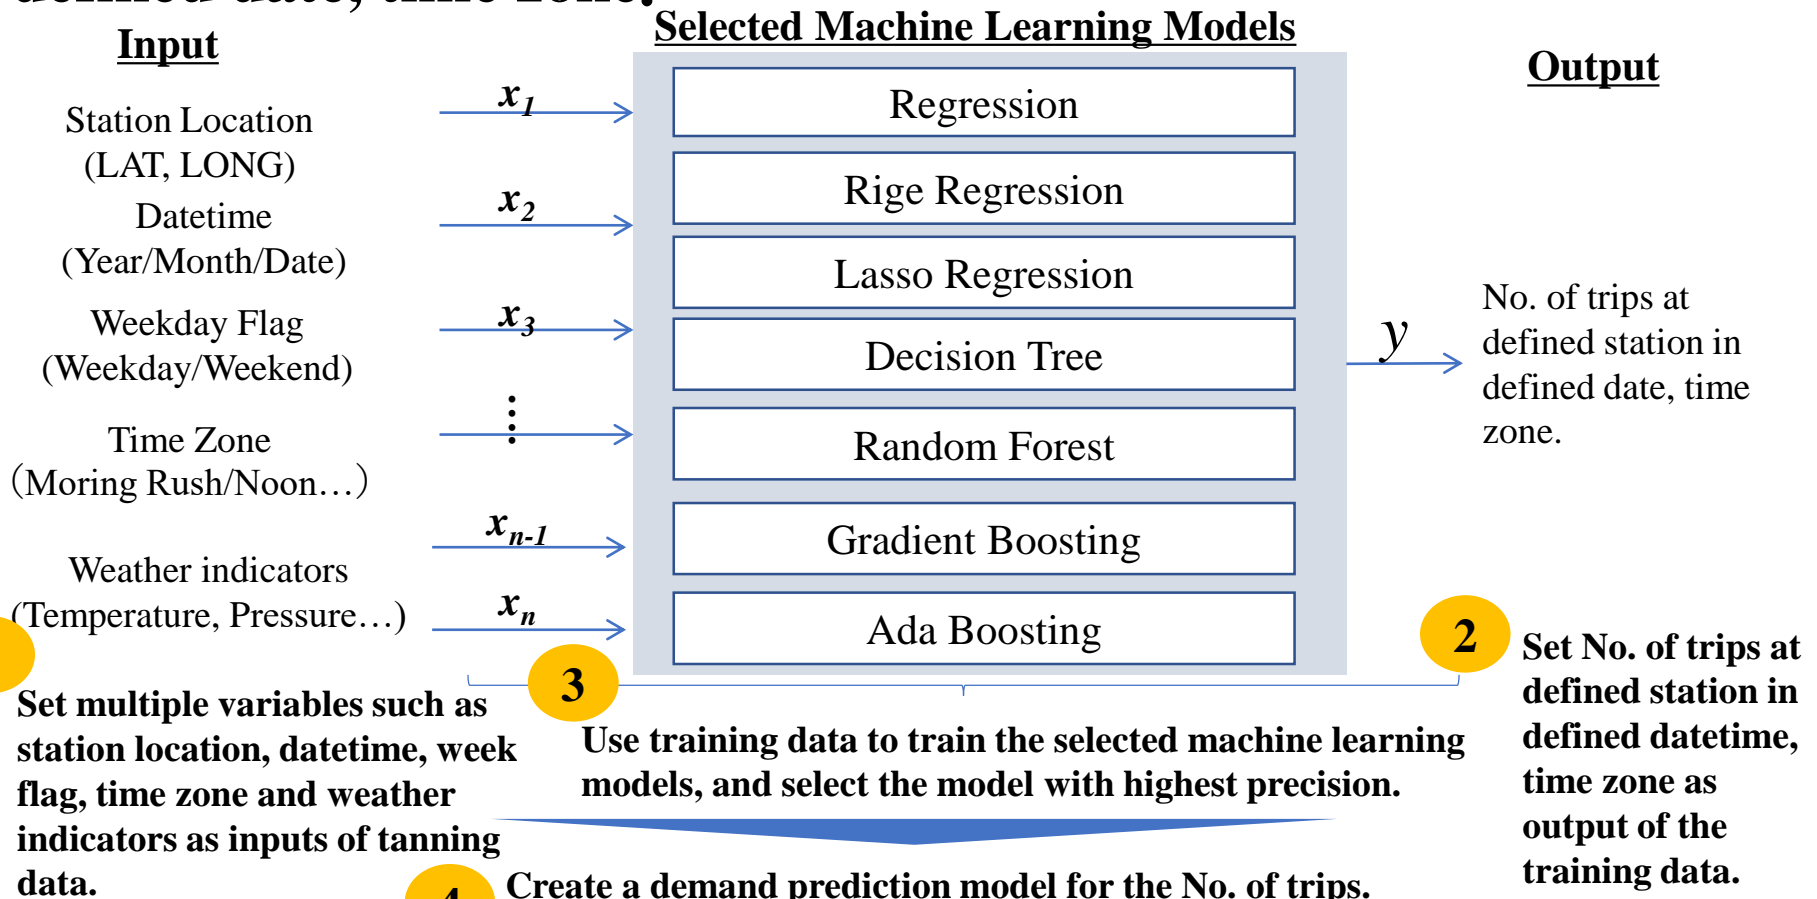 defined date, time zone.
Input
Selected Machine Learning Models
Output
Station Location
(LAT, LONG)
Datetime
(Year/Month/Date)
Weekday Flag
(Weekday/Weekend)
Time Zone
（Moring Rush/Noon…）
Weather indicators
(Temperature, Pressure…)
x1
x2
x3
⋮
xn-1
xn
Regression
Rige Regression
Lasso Regression
Decision Tree
Random Forest
Gradient Boosting
Ada Boosting
y
No. of trips at
defined station in
defined date, time
zone.
Set multiple variables such as
station location, datetime, week
flag, time zone and weather
indicators as inputs of tanning
data.
2
Set No. of trips at
defined station in
defined datetime,
time zone as
output of the
training data.
3
Use training data to train the selected machine learning
models, and select the model with highest precision.
4
Create a demand prediction model for the No. of trips.